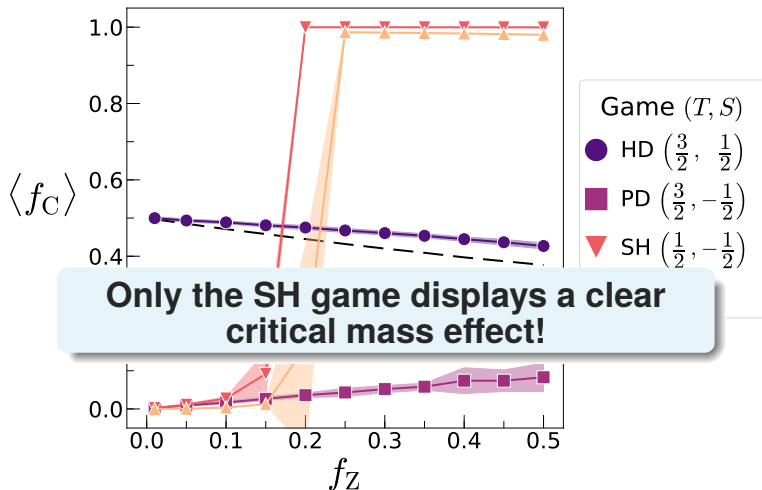 1.0
0.8
0.6
0.4
0.0
⟨f_C⟩
0.0 0.1 0.2 0.3 0.4 0.5
f_Z
Game (T, S)
HD (3/2, 1/2)
PD (3/2, −1/2)
SH (1/2, −1/2)
Only the SH game displays a clear
critical mass effect!